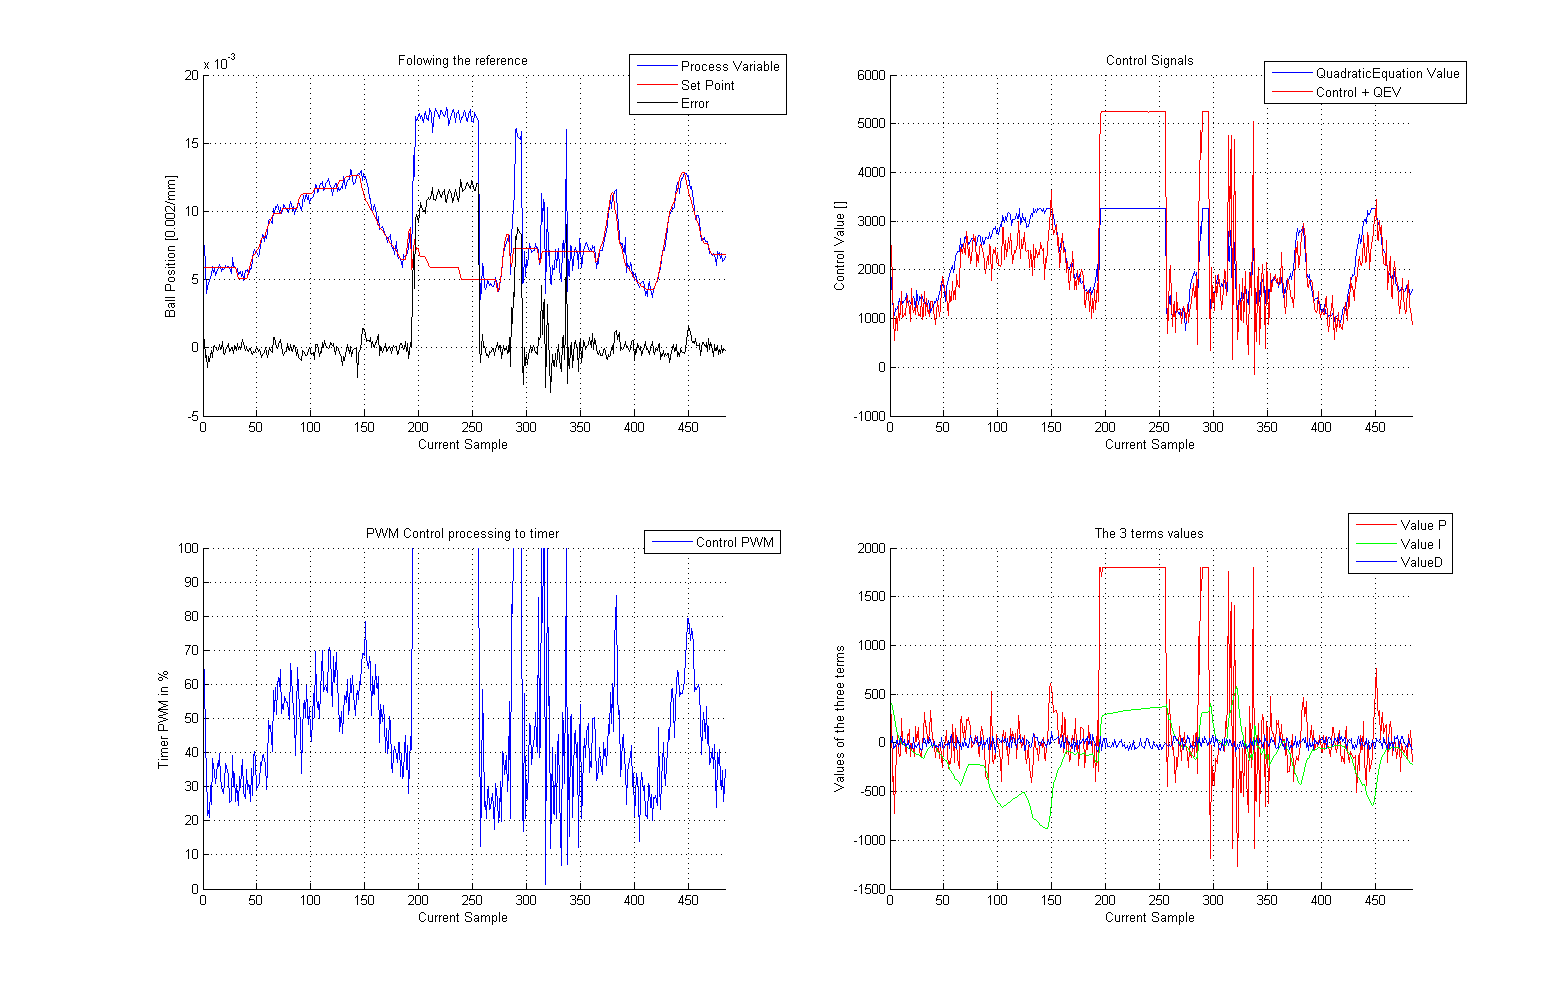 Folowing the reference
x 10-3
Process Variable
Set Point
Error
20
15
10
5
0
-5
Ball Position [0.002/mm]
0 50 100 150 200 250 300 350 400 450
Current Sample
Control Signals
QuadraticEquation Value
Control + QEV
6000
5000
4000
3000
2000
1000
0
-1000
Control Value []
0 50 100 150 200 250 300 350 400 450
Current Sample
PWM Control processing to timer
Control PWM
100
90
80
70
60
50
40
30
20
10
0
Timer PWM in %
0 50 100 150 200 250 300 350 400 450
Current Sample
The 3 terms values
Value P
Value I
ValueD
2000
1500
1000
500
0
-500
-1000
-1500
Values of the three terms
0 50 100 150 200 250 300 350 400 450
Current Sample